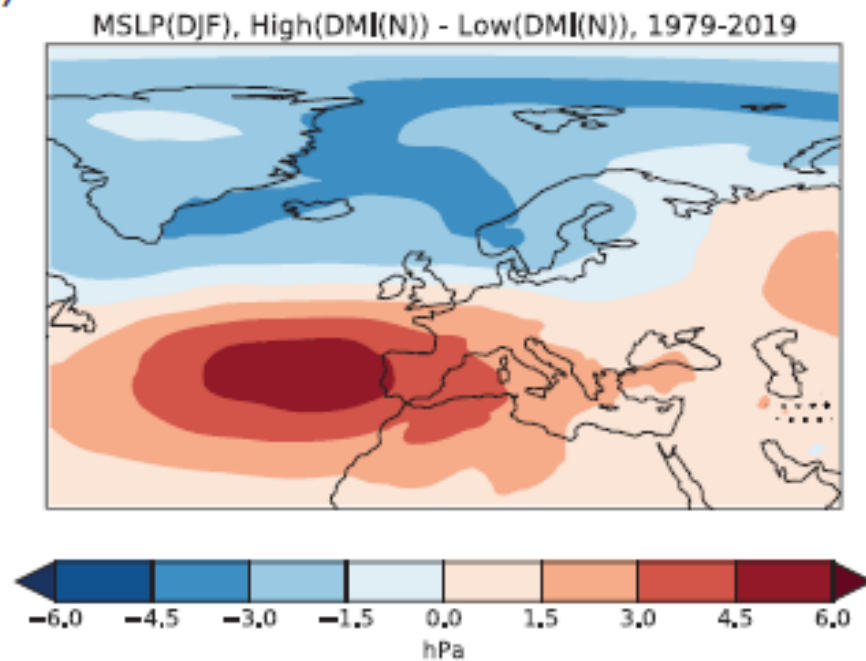 )
MSLP(DJF), High(DMI(N)) - Low(DMI(N)), 1979-2019
−6.0 −4.5 −3.0 −1.5 0.0 1.5 3.0 4.5 6.0
hPa